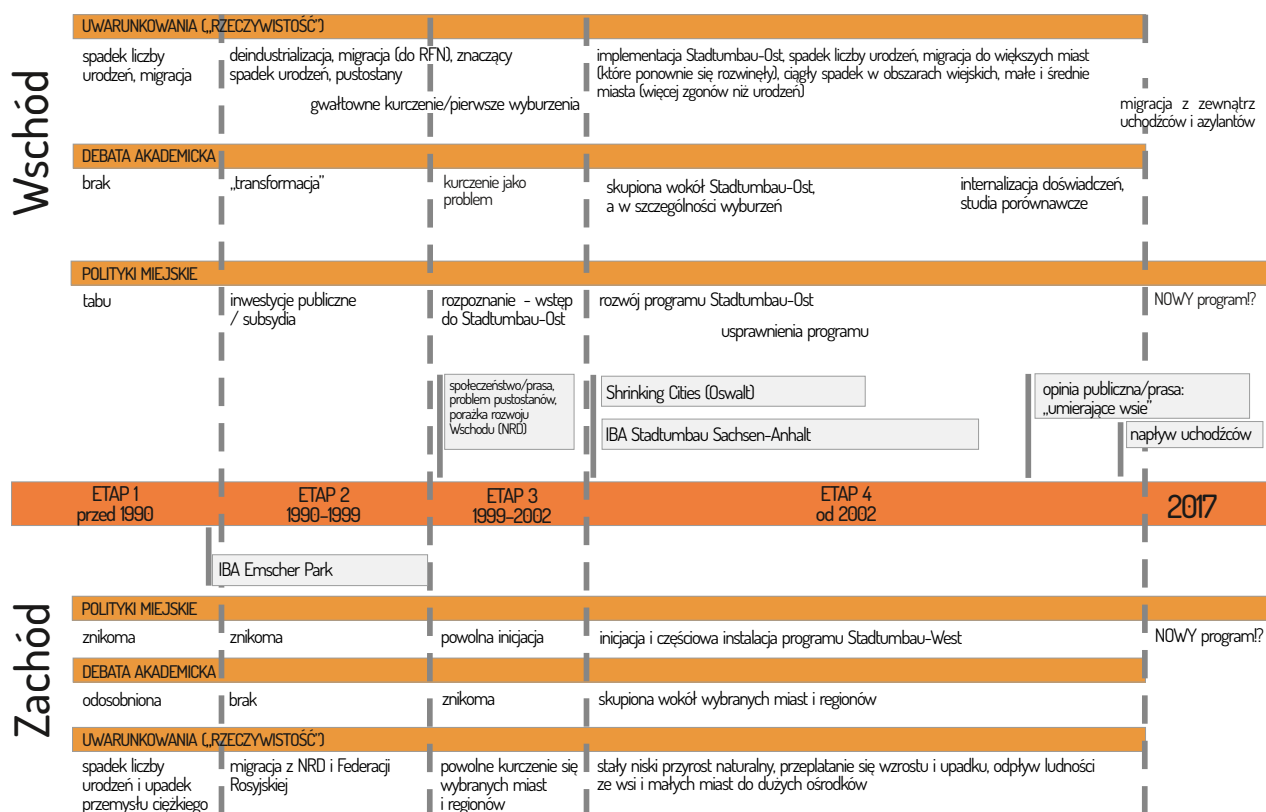 Wschód
UWARUNKOWANIA („RZECZYWISTOŚĆ”)
spadek liczby
urodzeń, migracja
deindustrializacja, migracja (do RFN), znaczący
spadek urodzeń, pustostany
gwałtowne kurczenie/pierwsze wyburzenia
implementacja Stadtumbau-Ost, spadek liczby urodzeń, migracja do większych miast
(które ponownie się rozwinęły), ciągły spadek w obszarach wiejskich, małe i średnie
miasta (więcej zgonów niż urodzeń)
migracja z zewnątrz
uchodźców i azylantów
DEBATA AKADEMICKA
brak
„transformacja”
kurczenie jako
problem
skupiona wokół Stadtumbau-Ost,
a w szczególności wyburzeń
internalizacja doświadczeń,
studia porównawcze
POLITYKI MIEJSKIE
tabu
inwestycje publiczne
/ subsydia
rozpoznanie - wstęp
do Stadtumbau-Ost
rozwój programu Stadtumbau-Ost
usprawnienia programu
NOWY program!?
społeczeństwo/prasa,
problem pustostanów,
porażka rozwoju
Wschodu (NRD)
Shrinking Cities (Oswalt)
IBA Stadtumbau Sachsen-Anhalt
opinia publiczna/prasa:
„umierające wsie”
napływ uchodźców
ETAP 1
przed 1990
ETAP 2
1990-1999
ETAP 3
1999-2002
ETAP 4
od 2002
2017
IBA Emscher Park
Zachód
POLITYKI MIEJSKIE
znikoma
znikoma
powolna inicjacja
inicjacja i częściowa instalacja programu Stadtumbau-West
NOWY program!?
DEBATA AKADEMICKA
odosobniona
brak
znikoma
skupiona wokół wybranych miast i regionów
UWARUNKOWANIA („RZECZYWISTOŚĆ”)
spadek liczby
urodzeń i upadek
przemysłu ciężkiego
migracja z NRD i Federacji
Rosyjskiej
powolne kurczenie się
wybranych miast
i regionów
stały niski przyrost naturalny, przeplatanie się wzrostu i upadku, odpływ ludności
ze wsi i małych miast do dużych ośrodków